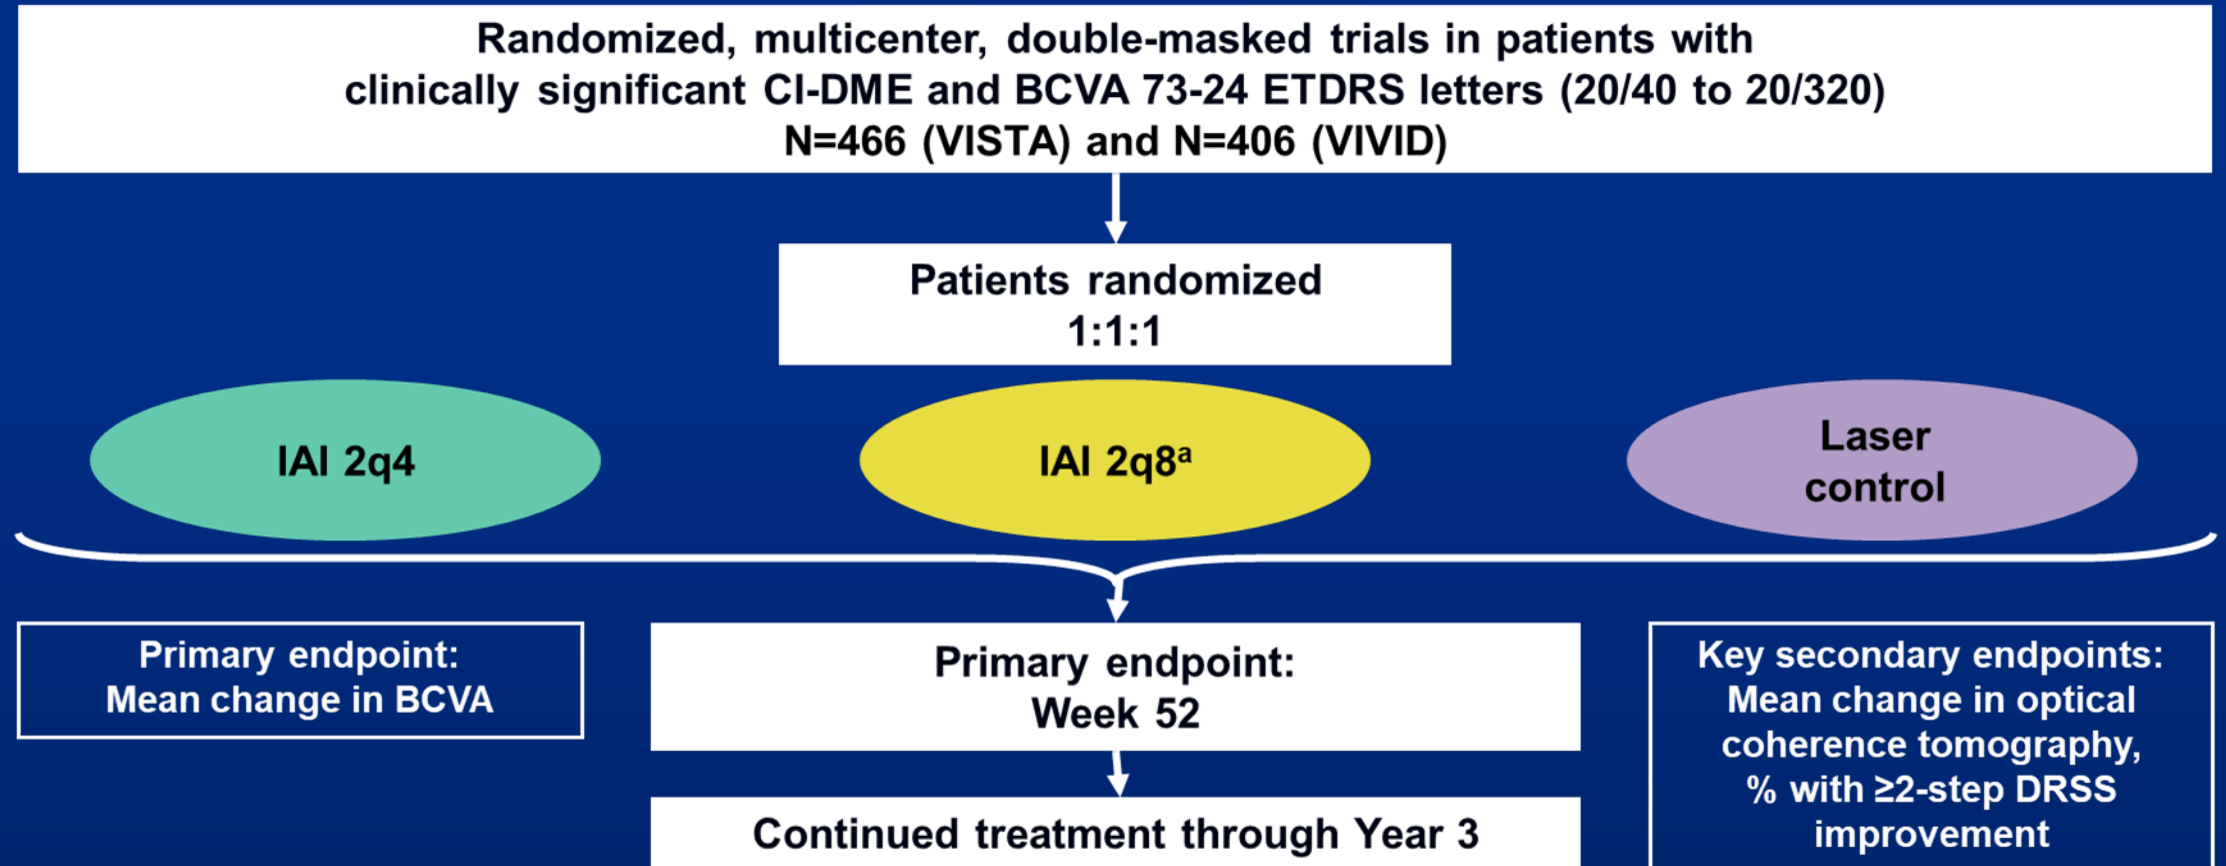 Randomized, multicenter, double-masked trials in patients with
clinically significant CI-DME and BCVA 73-24 ETDRS letters (20/40 to 20/320)
N=466 (VISTA) and N=406 (VIVID)
Patients randomized
1:1:1
IAI 2q4
IAI 2q8ᵃ
Laser
control
Primary endpoint:
Mean change in BCVA
Primary endpoint:
Week 52
Continued treatment through Year 3
Key secondary endpoints:
Mean change in optical
coherence tomography,
% with ≥2-step DRSS
improvement